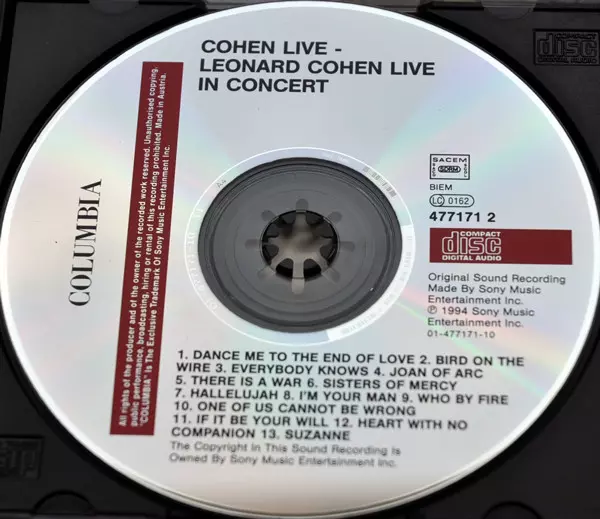 COHEN LIVE -
LEONARD COHEN LIVE
IN CONCERT
COMPACT
disc
DIGITAL AUDIO
All rights of the producer and of the owner of the recorded work reserved. Unauthorised copying,
public performance, broadcasting, hiring or rental of this recording prohibited. Made in Austria.
"COLUMBIA" Is The Exclusive Trademark Of Sony Music Entertainment Inc.
COLUMBIA
SACEM
SDRM
BIEM
LC 0162
477171 2
COMPACT
disc
DIGITAL AUDIO
Original Sound Recording
Made By Sony Music
Entertainment Inc.
℗ 1994 Sony Music
Entertainment Inc.
01-477171-10
1. DANCE ME TO THE END OF LOVE 2. BIRD ON THE
WIRE 3. EVERYBODY KNOWS 4. JOAN OF ARC
5. THERE IS A WAR 6. SISTERS OF MERCY
7. HALLELUJAH 8. I'M YOUR MAN 9. WHO BY FIRE
10. ONE OF US CANNOT BE WRONG
11. IF IT BE YOUR WILL 12. HEART WITH NO
COMPANION 13. SUZANNE
The Copyright In This Sound Recording Is
Owned By Sony Music Entertainment Inc.